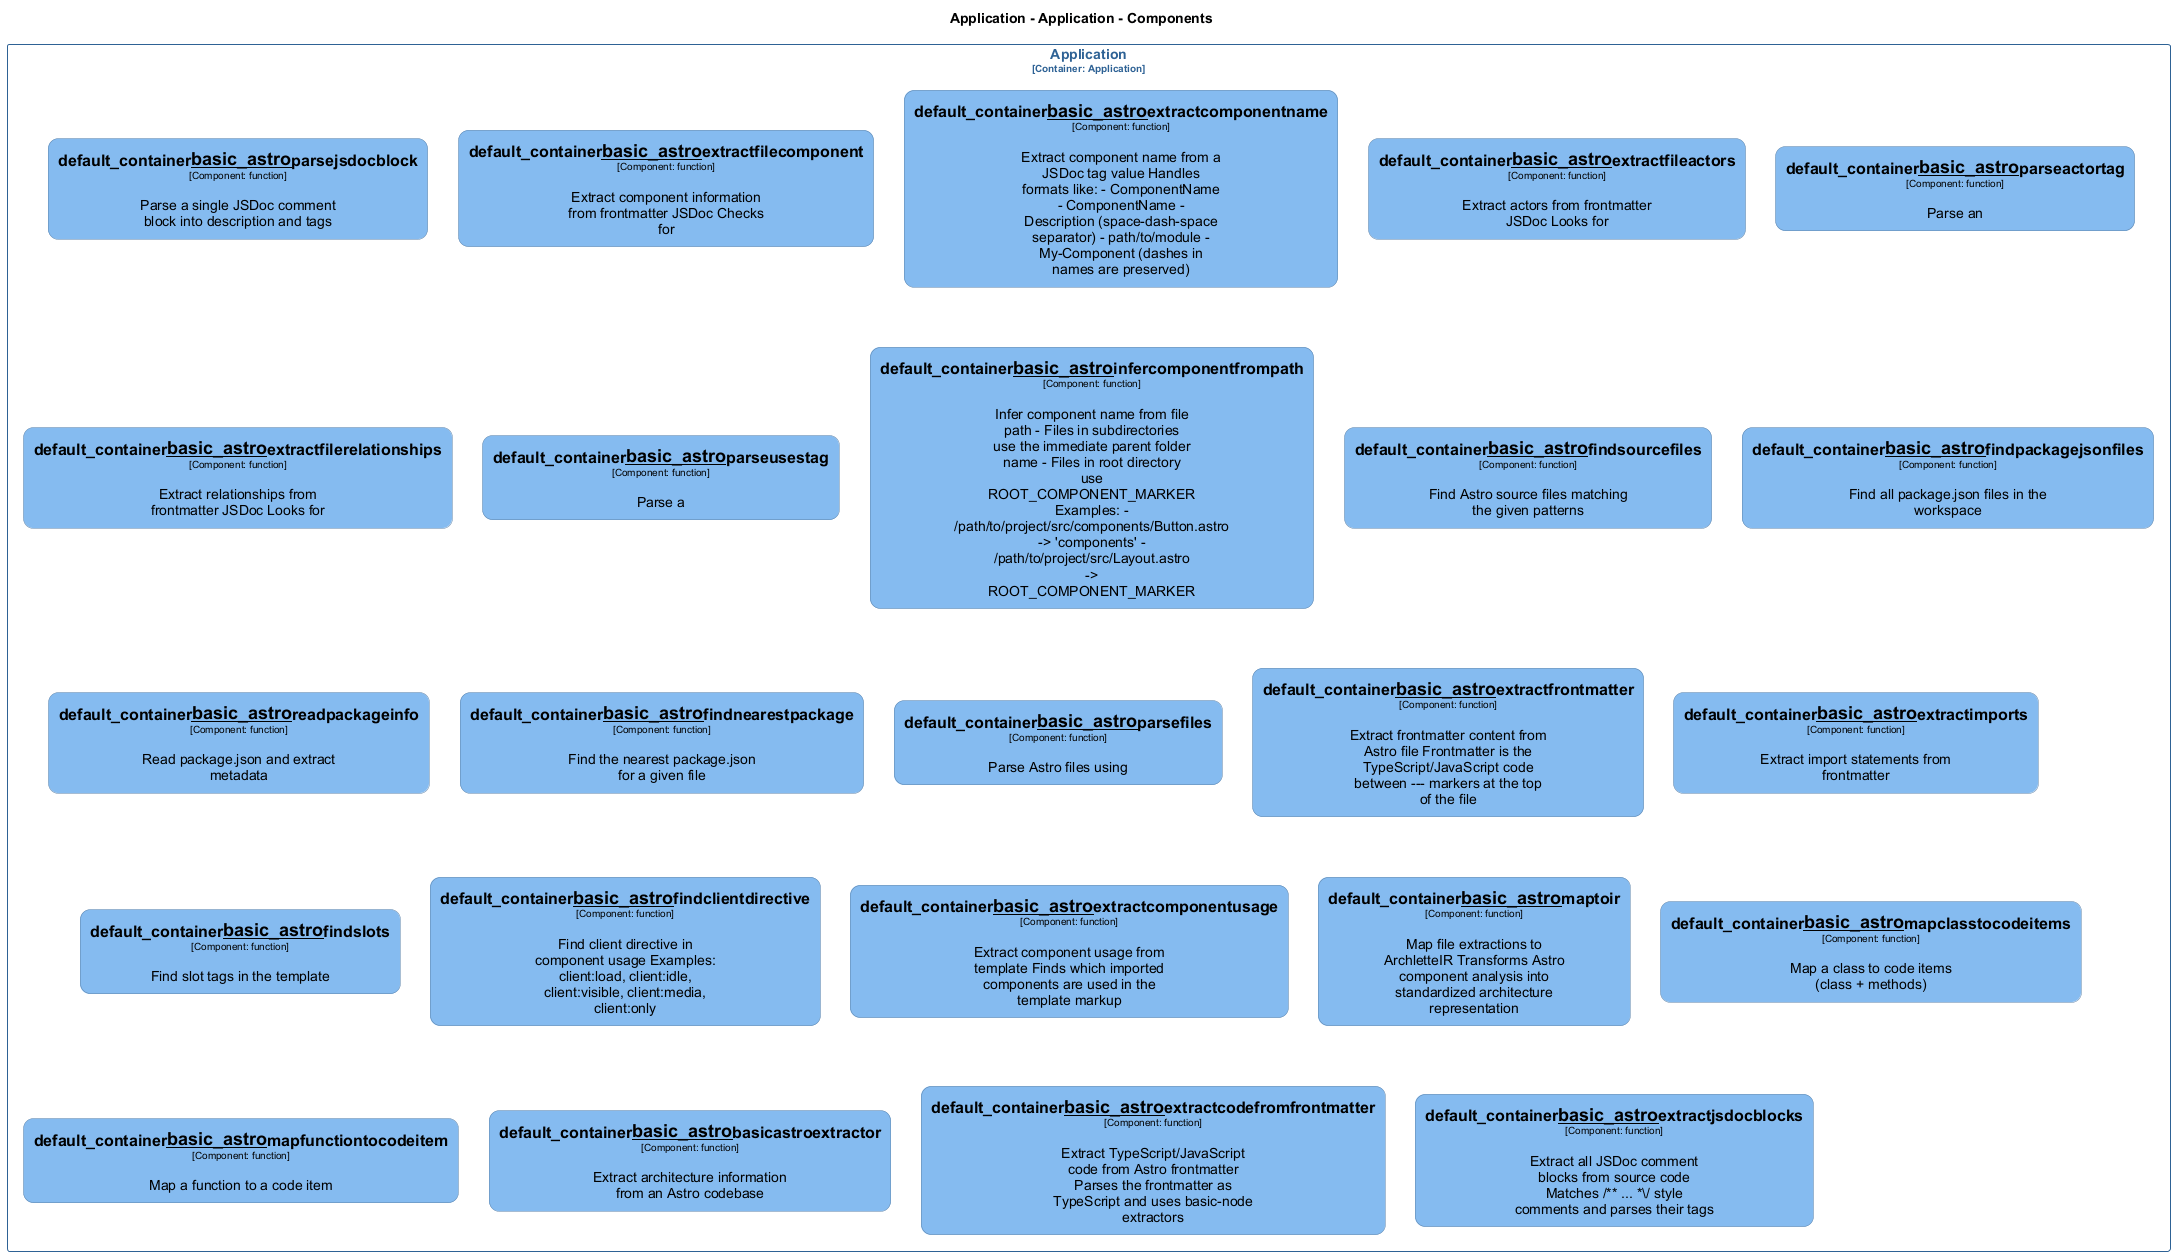 Application - Application - Components
Application
[Container: Application]
default_containerbasic_astroparsejsdocblock
[Component: function]
Parse a single JSDoc comment
block into description and tags
default_containerbasic_astroextractfilecomponent
[Component: function]
Extract component information
from frontmatter JSDoc Checks
for
default_containerbasic_astroextractcomponentname
[Component: function]
Extract component name from a
JSDoc tag value Handles
formats like: - ComponentName
- ComponentName -
Description (space-dash-space
separator) - path/to/module -
My-Component (dashes in
names are preserved)
default_containerbasic_astroextractfileactors
[Component: function]
Extract actors from frontmatter
JSDoc Looks for
default_containerbasic_astroparseactortag
[Component: function]
Parse an
default_containerbasic_astroextractfilerelationships
[Component: function]
Extract relationships from
frontmatter JSDoc Looks for
default_containerbasic_astroparseusestag
[Component: function]
Parse a
default_containerbasic_astroinfercomponentfrompath
[Component: function]
Infer component name from file
path - Files in subdirectories
use the immediate parent folder
name - Files in root directory
use
ROOT_COMPONENT_MARKER
Examples: -
/path/to/project/src/components/Button.astro
-> 'components' -
/path/to/project/src/Layout.astro
->
ROOT_COMPONENT_MARKER
default_containerbasic_astrofindsourcefiles
[Component: function]
Find Astro source files matching
the given patterns
default_containerbasic_astrofindpackagejsonfiles
[Component: function]
Find all package.json files in the
workspace
default_containerbasic_astroreadpackageinfo
[Component: function]
Read package.json and extract
metadata
default_containerbasic_astrofindnearestpackage
[Component: function]
Find the nearest package.json
for a given file
default_containerbasic_astroparsefiles
[Component: function]
Parse Astro files using
default_containerbasic_astroextractfrontmatter
[Component: function]
Extract frontmatter content from
Astro file Frontmatter is the
TypeScript/JavaScript code
between --- markers at the top
of the file
default_containerbasic_astroextractimports
[Component: function]
Extract import statements from
frontmatter
default_containerbasic_astrofindslots
[Component: function]
Find slot tags in the template
default_containerbasic_astrofindclientdirective
[Component: function]
Find client directive in
component usage Examples:
client:load, client:idle,
client:visible, client:media,
client:only
default_containerbasic_astroextractcomponentusage
[Component: function]
Extract component usage from
template Finds which imported
components are used in the
template markup
default_containerbasic_astromaptoir
[Component: function]
Map file extractions to
ArchletteIR Transforms Astro
component analysis into
standardized architecture
representation
default_containerbasic_astromapclasstocodeitems
[Component: function]
Map a class to code items
(class + methods)
default_containerbasic_astromapfunctiontocodeitem
[Component: function]
Map a function to a code item
default_containerbasic_astrobasicastroextractor
[Component: function]
Extract architecture information
from an Astro codebase
default_containerbasic_astroextractcodefromfrontmatter
[Component: function]
Extract TypeScript/JavaScript
code from Astro frontmatter
Parses the frontmatter as
TypeScript and uses basic-node
extractors
default_containerbasic_astroextractjsdocblocks
[Component: function]
Extract all JSDoc comment
blocks from source code
Matches /** ... *\/ style
comments and parses their tags